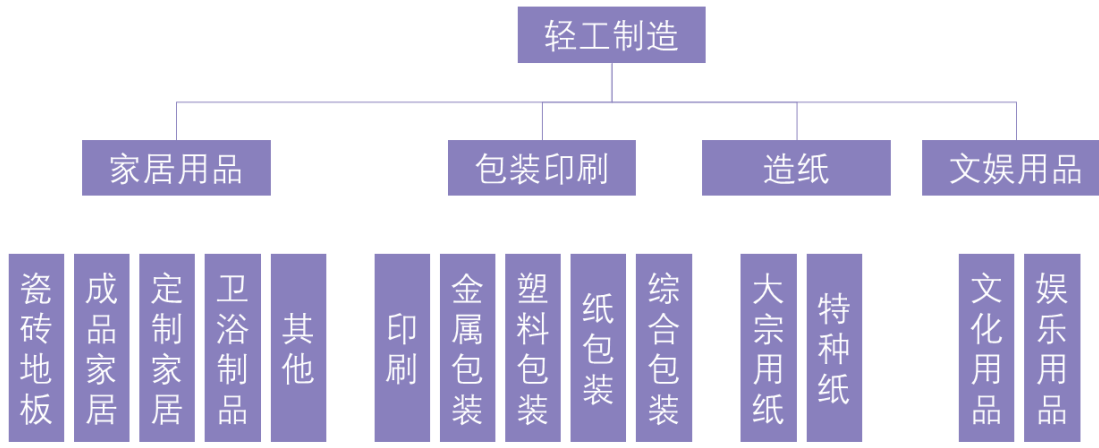 轻工制造
家居用品
包装印刷
造纸
文娱用品
瓷砖地板
成品家居
定制家居
卫浴制品
其他
印刷
金属包装
塑料包装
纸包装
综合包装
大宗用纸
特种纸
文化用品
娱乐用品